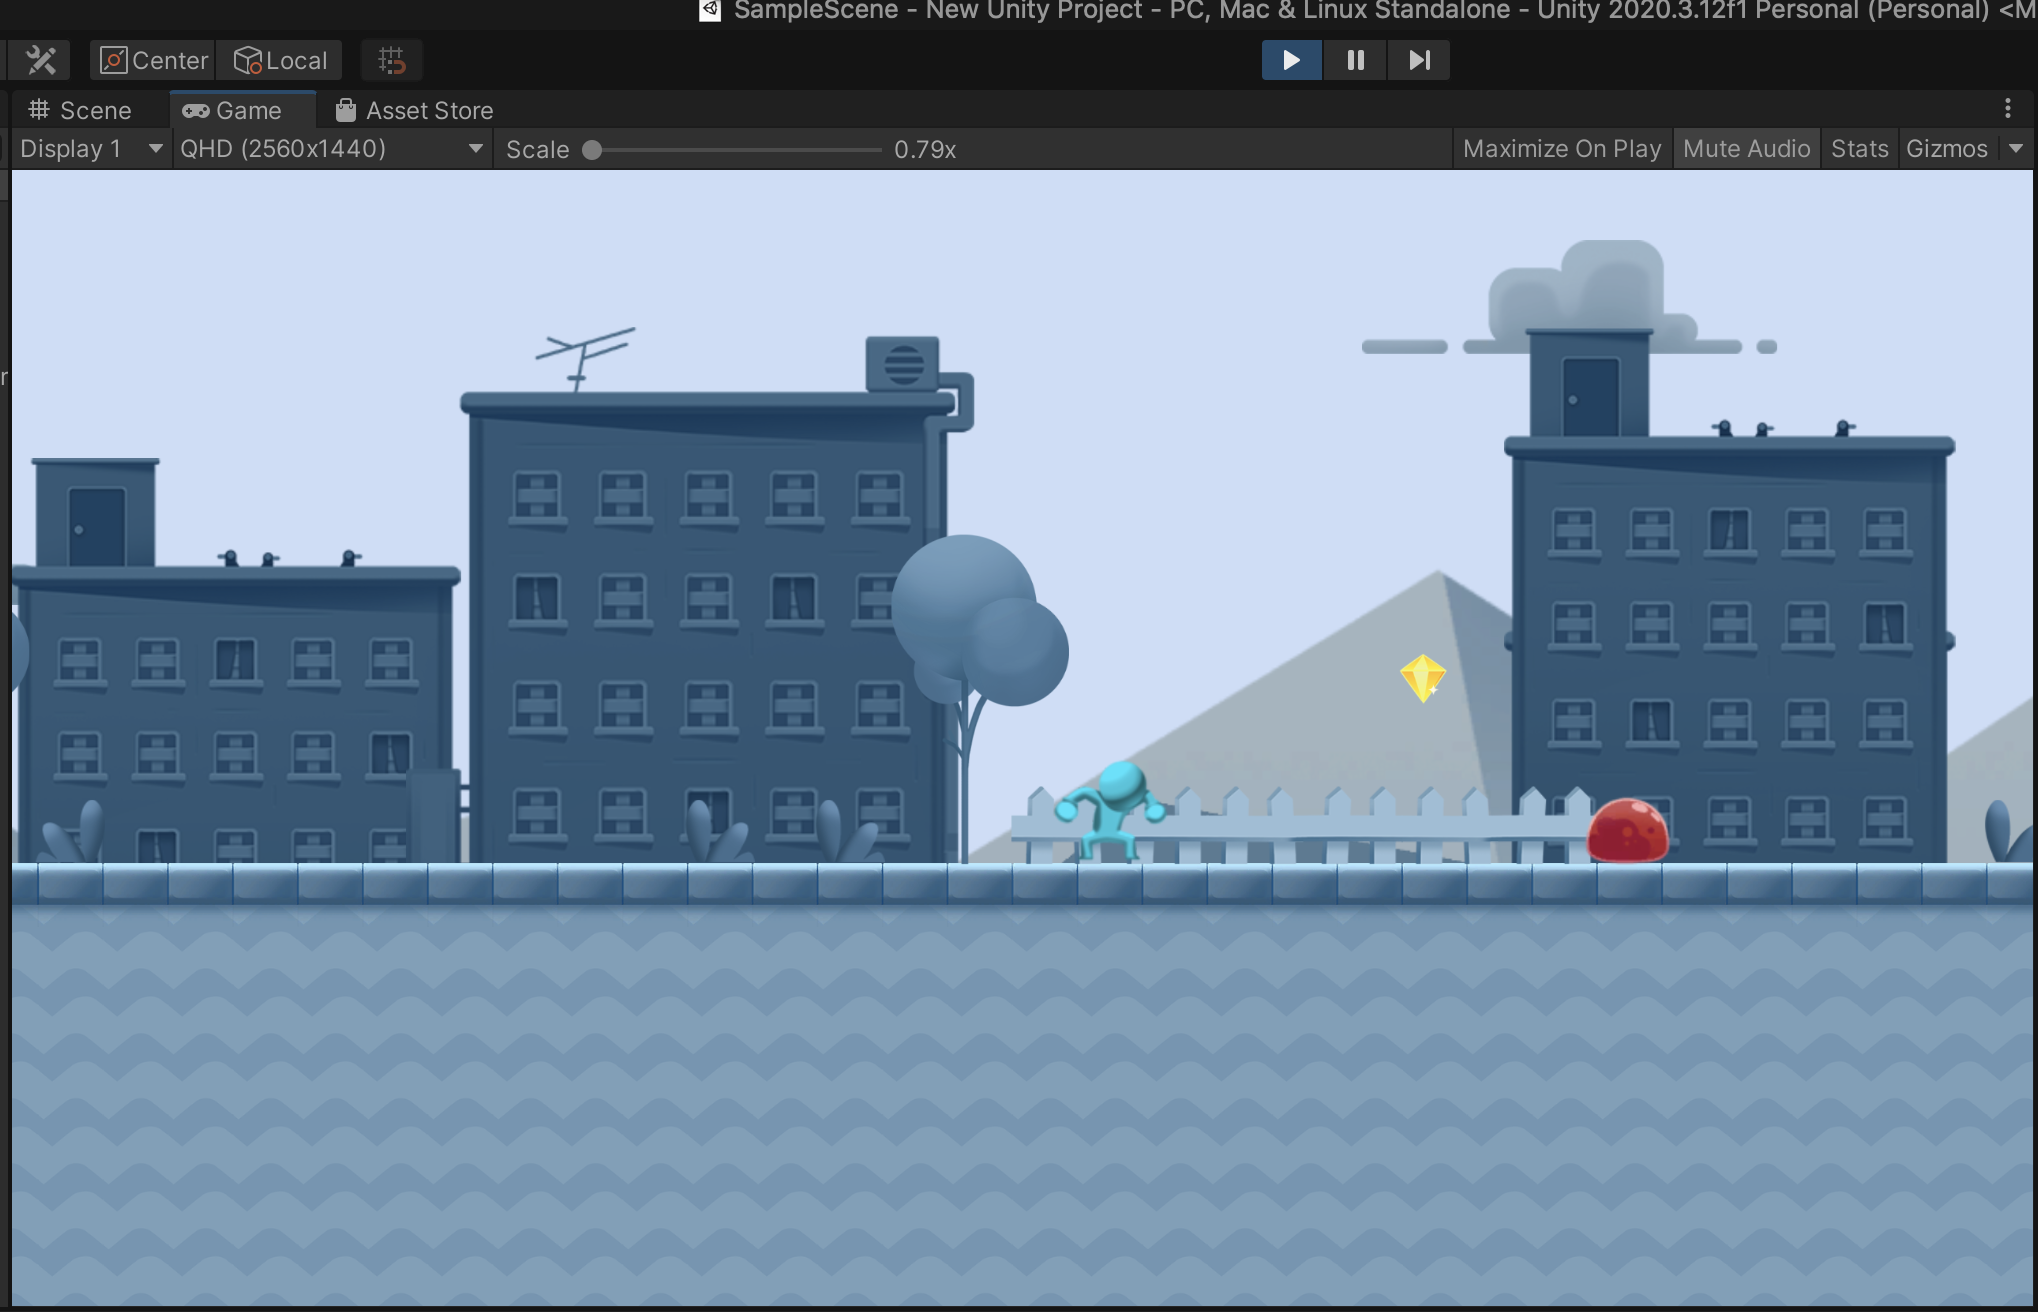 SampleScene - New Unity Project - PC, Mac & Linux Standalone - Unity 2020.3.12f1 Personal (Personal) <M
Center Local
Scene Game Asset Store
Display 1 QHD (2560x1440) Scale 0.79x Maximize On Play Mute Audio Stats Gizmos
r